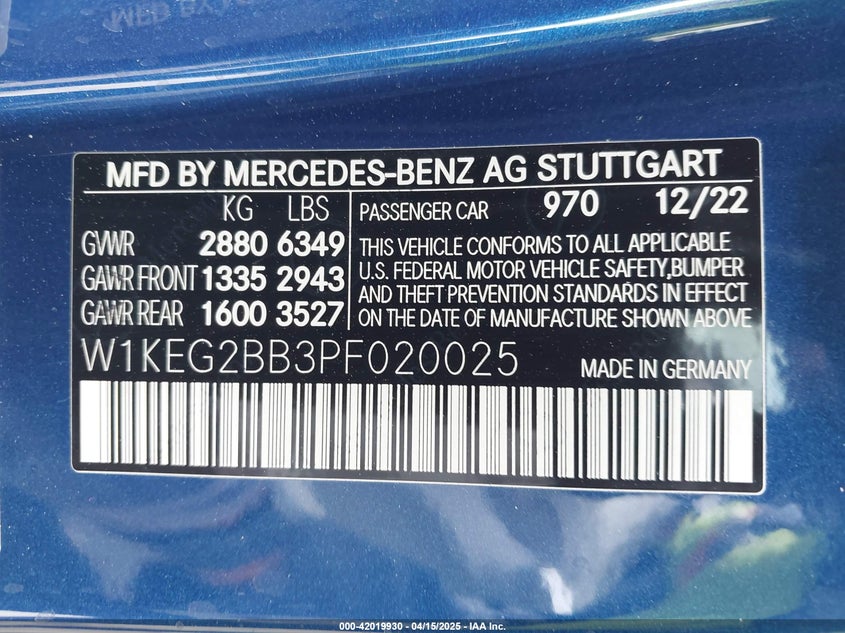 MFD BY MERCEDES-BENZ AG STUTTGART
KG LBS
GVWR 2880 6349
GAWR FRONT 1335 2943
GAWR REAR 1600 3527
PASSENGER CAR 970 12/22
THIS VEHICLE CONFORMS TO ALL APPLICABLE
U.S. FEDERAL MOTOR VEHICLE SAFETY,BUMPER
AND THEFT PREVENTION STANDARDS IN EFFECT
ON THE DATE OF MANUFACTURE SHOWN ABOVE
W1KEG2BB3PF020025
MADE IN GERMANY
000-42019930 - 04/15/2025 - IAA Inc.